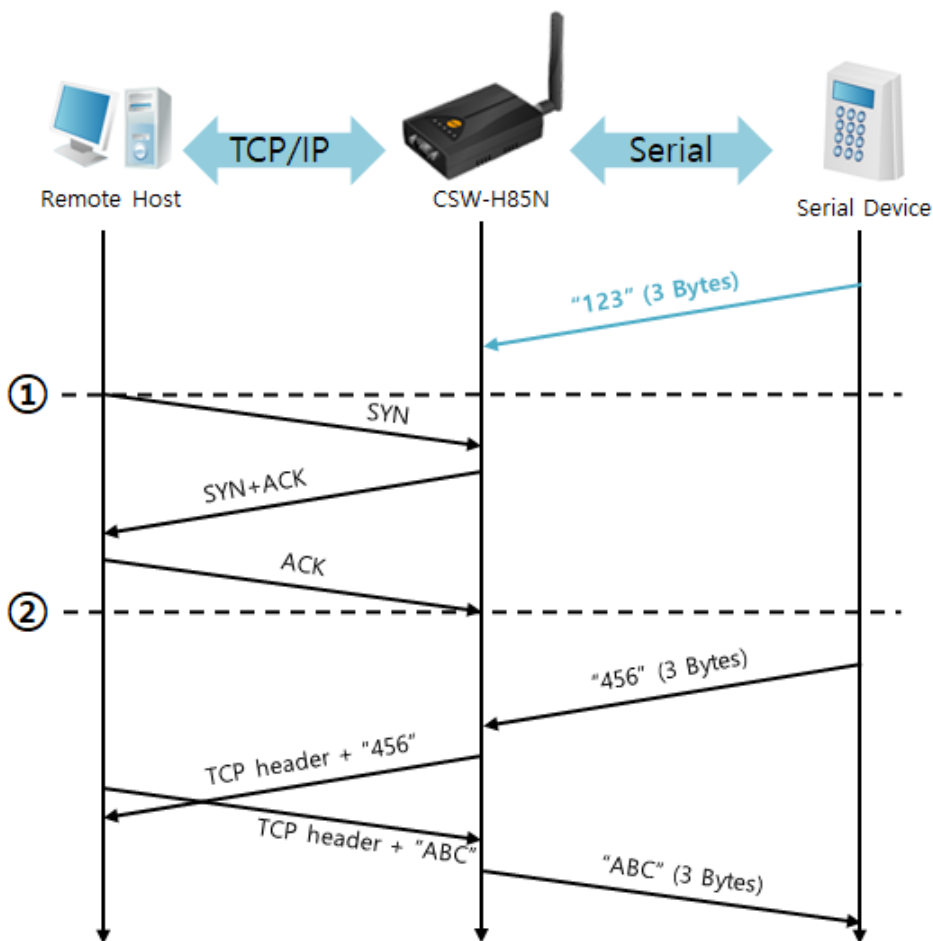 TCP/IP
Serial
Remote Host
CSW-H85N
Serial Device
“123” (3 Bytes)
①
SYN
SYN+ACK
ACK
②
“456” (3 Bytes)
TCP header + “456”
TCP header + “ABC”
“ABC” (3 Bytes)